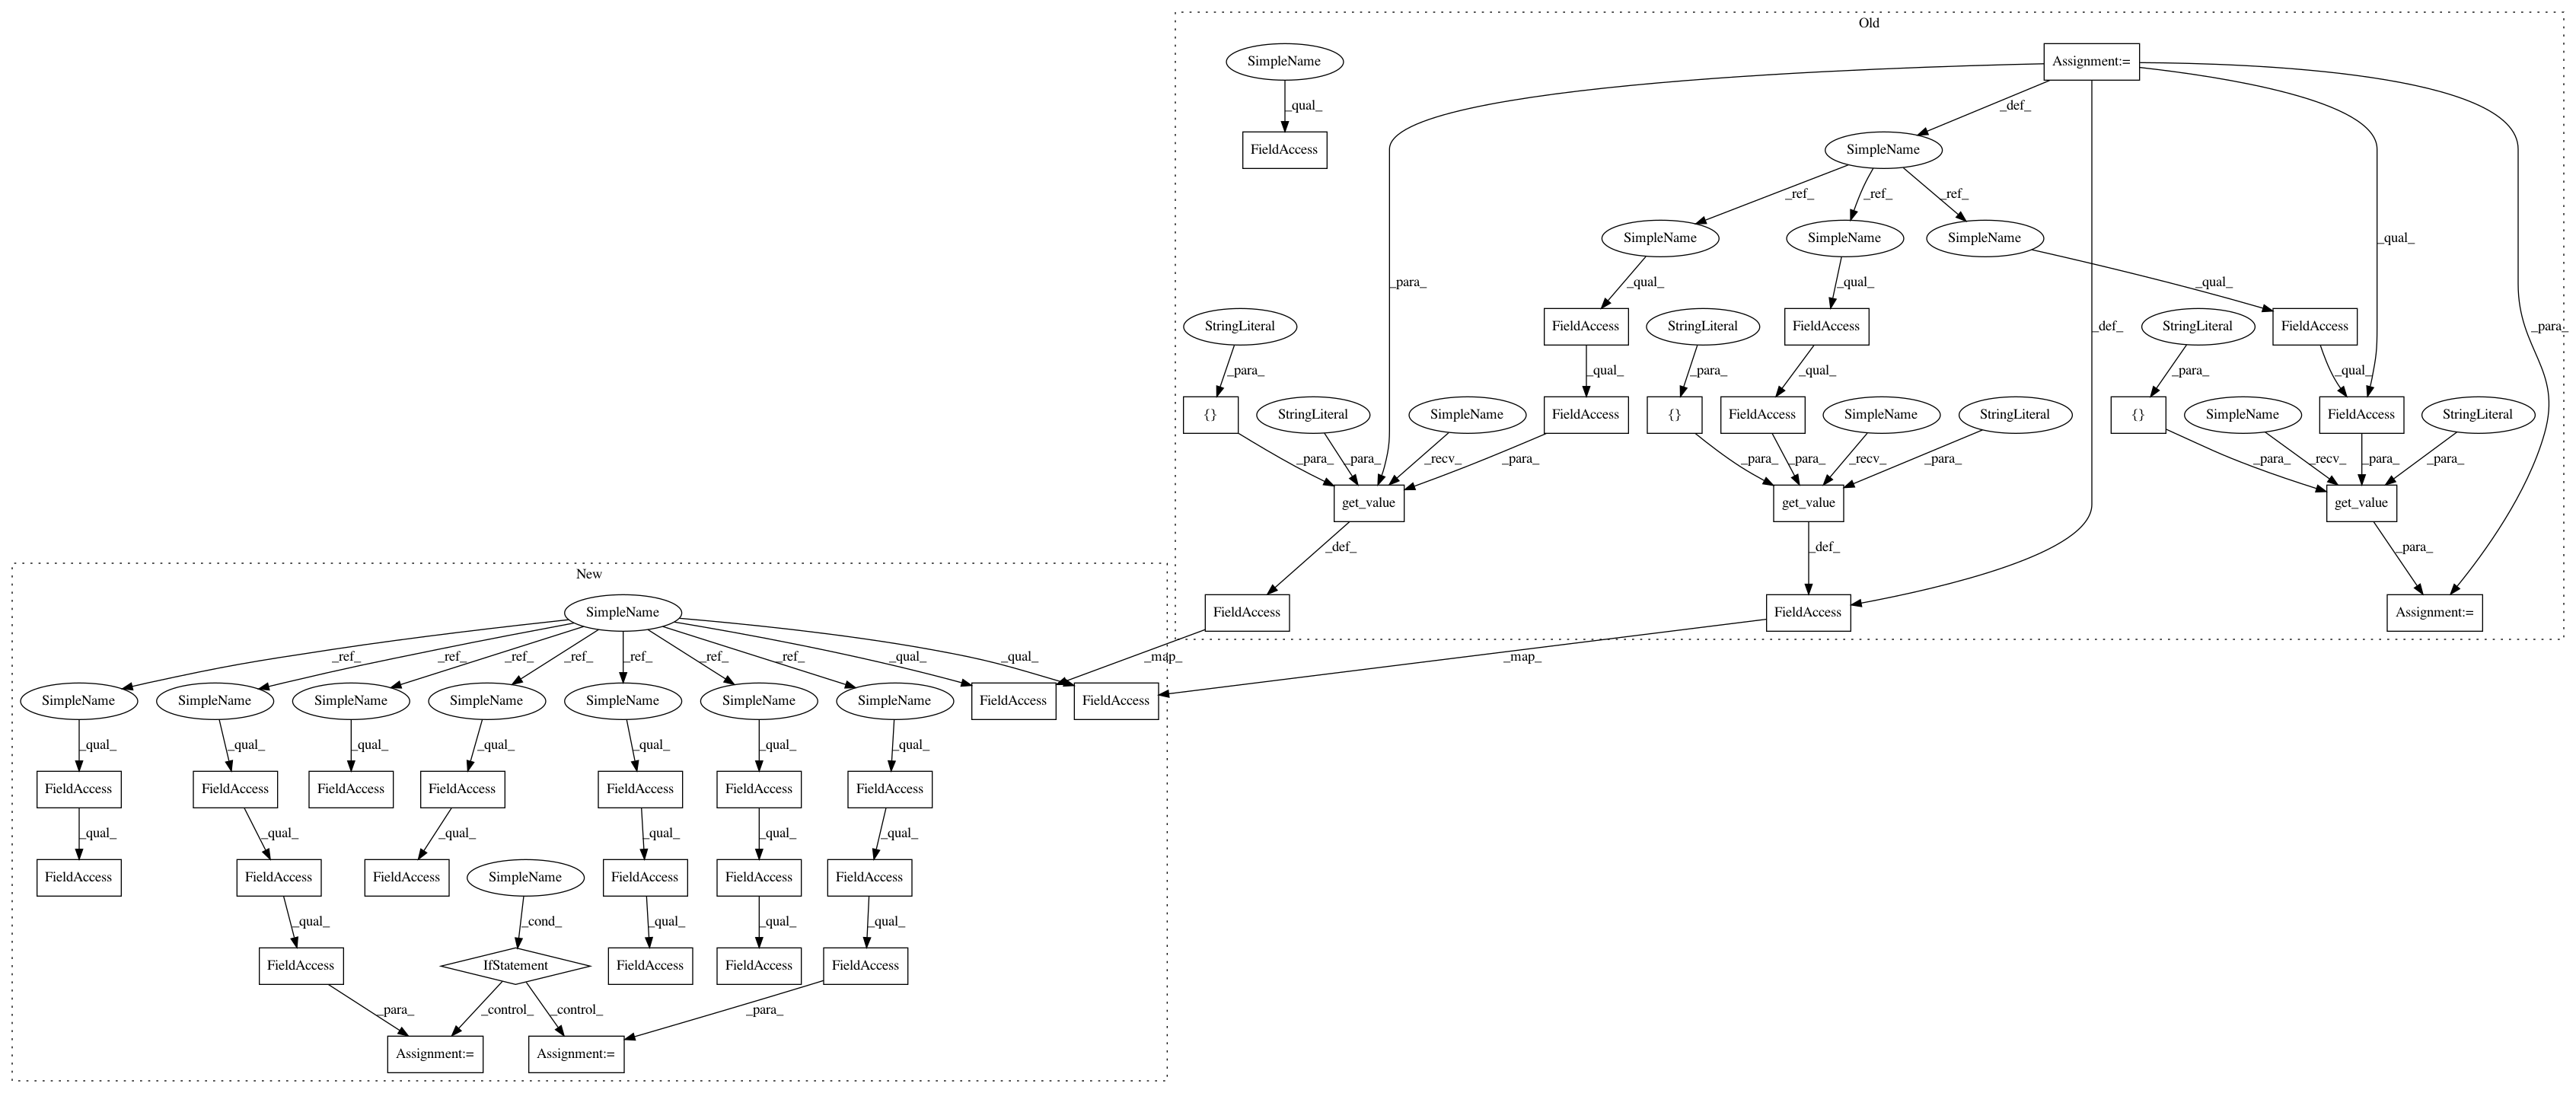 Old
SimpleName
Assignment:=
_qual_
_def_
FieldAccess
SimpleName
_ref_
_ref_
_ref_
SimpleName
SimpleName
SimpleName
_qual_
_para_
_qual_
_qual_
_qual_
StringLiteral
FieldAccess
StringLiteral
FieldAccess
_def_
StringLiteral
FieldAccess
_para_
_para_
_qual_
_para_
_qual_
_para_
_qual_
{}
StringLiteral
SimpleName
FieldAccess
{}
FieldAccess
SimpleName
StringLiteral
{}
SimpleName
FieldAccess
StringLiteral
_para_
_para_
_recv_
_para_
_para_
_para_
_recv_
_para_
_para_
_recv_
_para_
_para_
get_value
get_value
get_value
_def_
_def_
_para_
New
SimpleName
FieldAccess
FieldAccess
Assignment:=
_ref_
_ref_
_ref_
_ref_
_ref_
_ref_
_ref_
_qual_
_qual_
_map_
_map_
SimpleName
SimpleName
SimpleName
SimpleName
SimpleName
SimpleName
SimpleName
FieldAccess
FieldAccess
_qual_
_qual_
_qual_
_qual_
_qual_
_qual_
_qual_
FieldAccess
FieldAccess
FieldAccess
FieldAccess
FieldAccess
FieldAccess
FieldAccess
_qual_
_qual_
_qual_
_qual_
_qual_
_qual_
FieldAccess
FieldAccess
FieldAccess
SimpleName
FieldAccess
FieldAccess
FieldAccess
_qual_
_cond_
_qual_
_qual_
_qual_
FieldAccess
IfStatement
FieldAccess
FieldAccess
FieldAccess
_para_
_control_
_control_
_para_
Assignment:=
Assignment:=